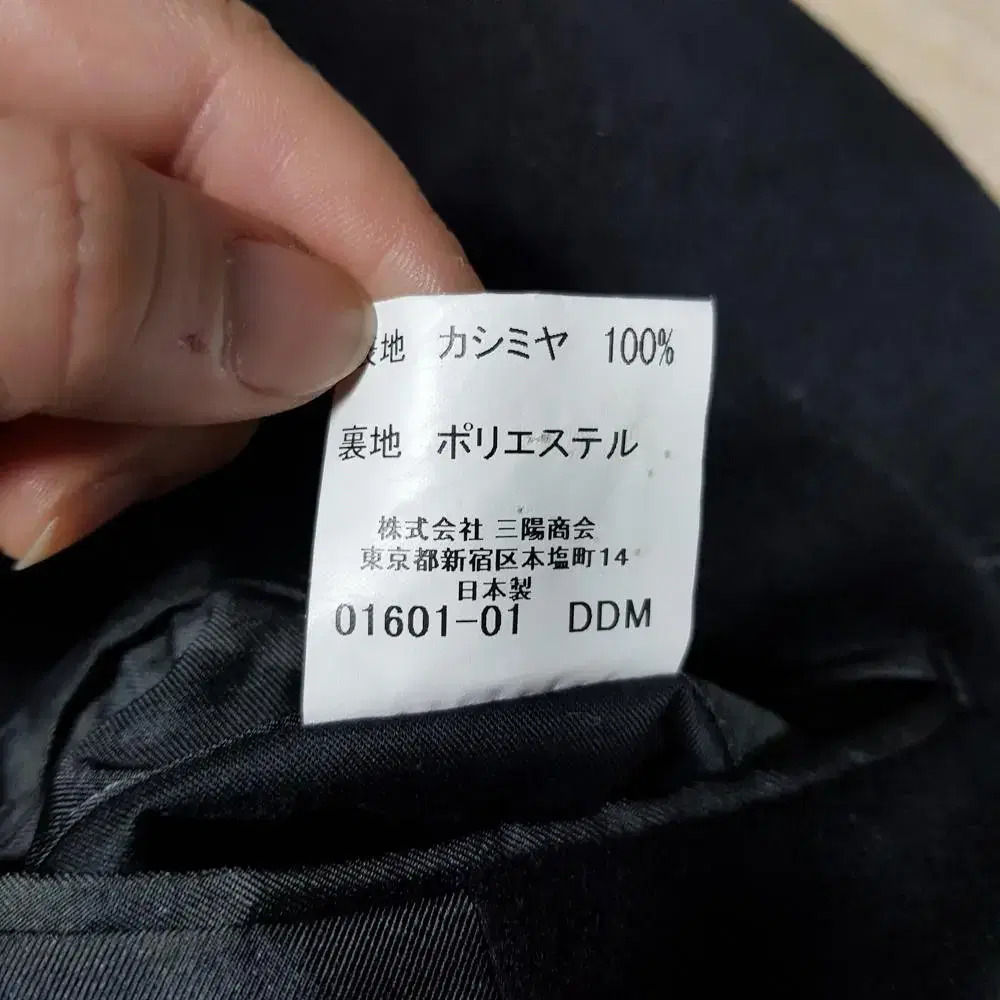 表地 カシミヤ 100%
裏地 ポリエステル
株式会社 三陽商会
東京都新宿区本塩町14
日本製
01601-01 DDM